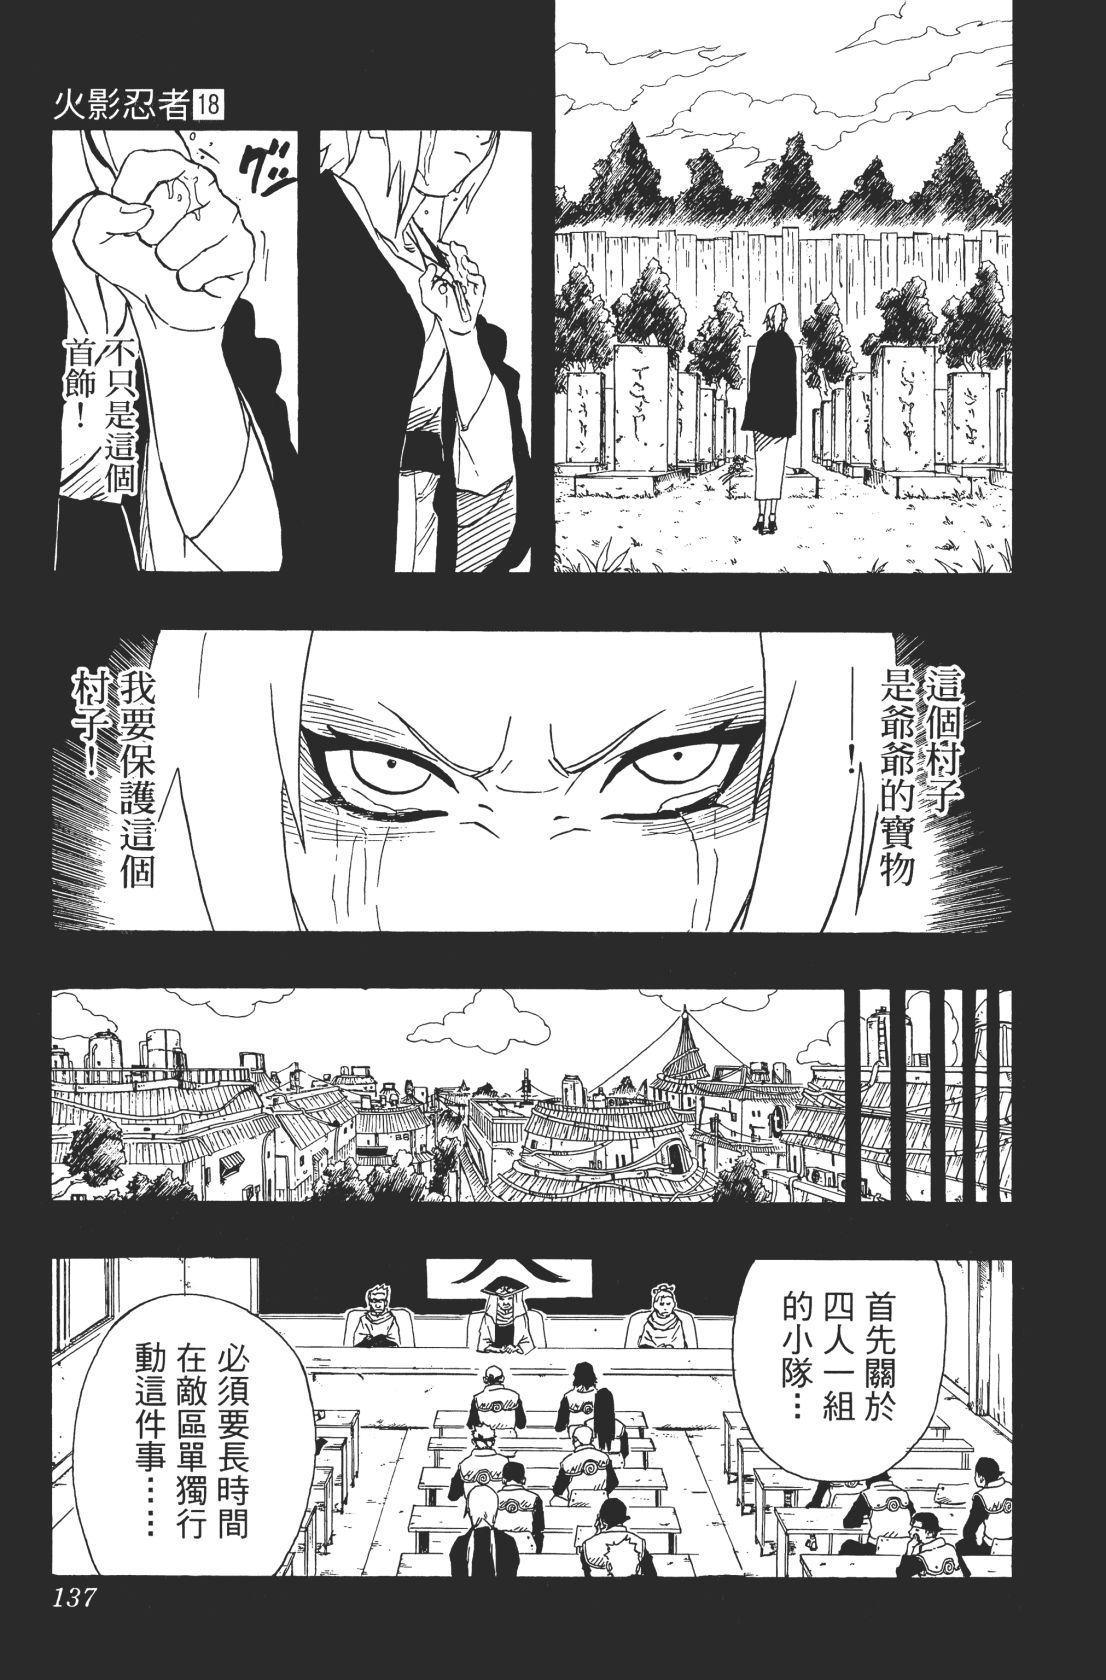 火影忍者18
グッ
不只是這個
首飾！
這個村子
是爺爺的寶物
——！
我要保護這個
村子！
首先關於
四人一組
的小隊…
必須要長時間
在敵區單獨行
動這件事……
137